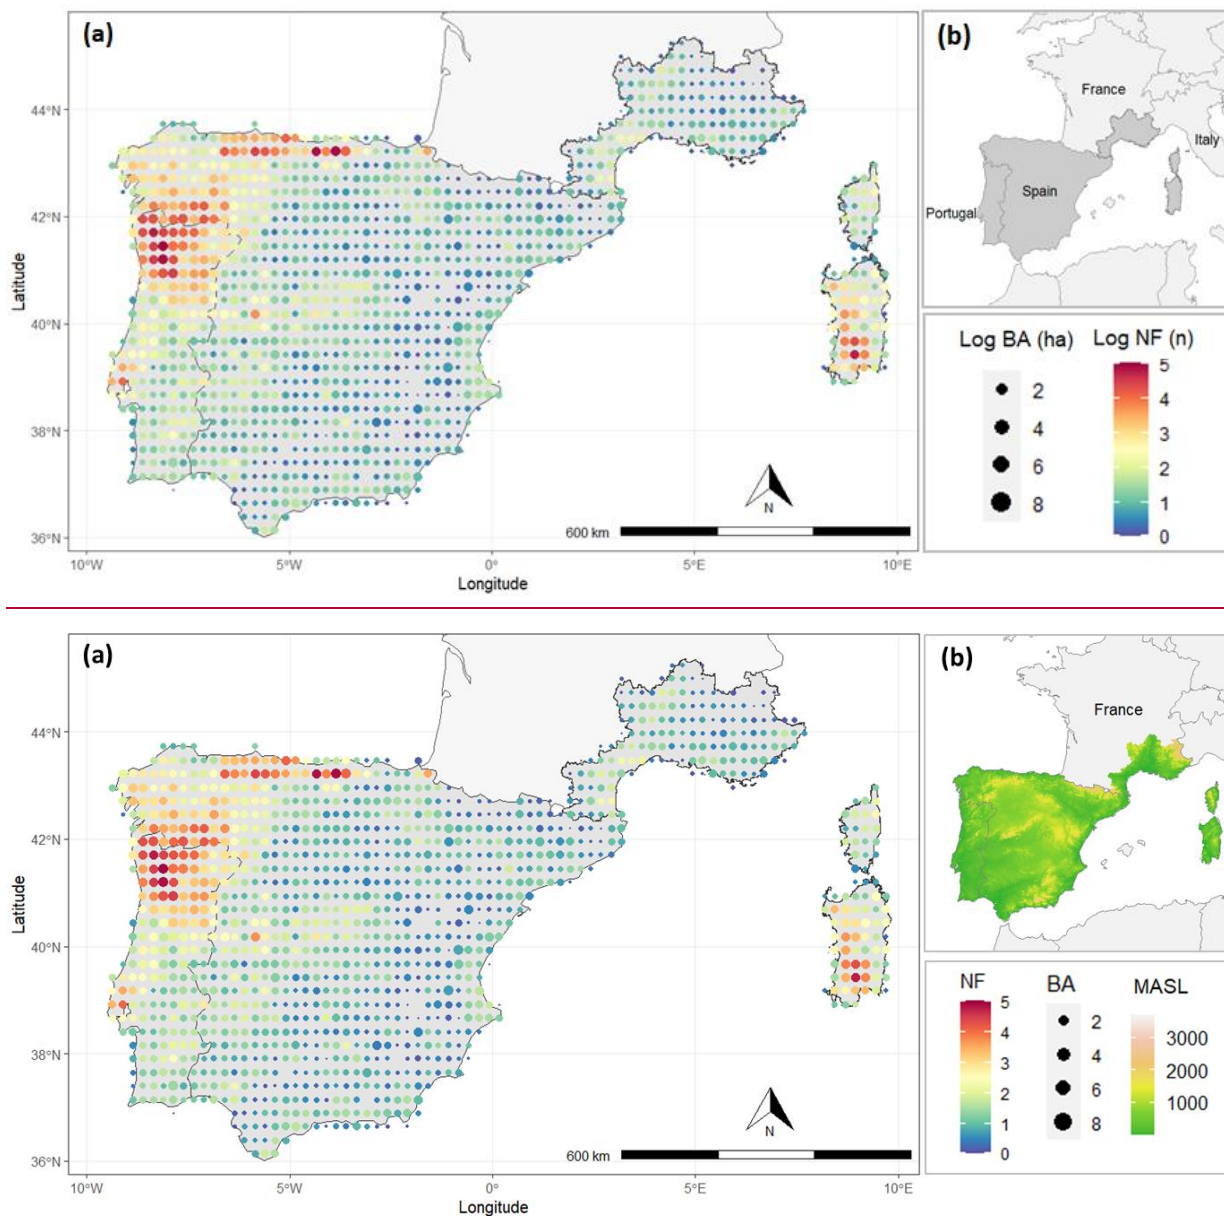 (a)
44°N
42°N
40°N
38°N
36°N
Latitude
10°W
5°W
0°
5°E
10°E
Longitude
N
600 km
(b)
France
Italy
Spain
Portugal
Log BA (ha)
2
4
6
8
Log NF (n)
5
4
3
2
1
0
(a)
44°N
42°N
40°N
38°N
36°N
Latitude
10°W
5°W
0°
5°E
10°E
Longitude
N
600 km
(b)
France
NF
5
4
3
2
1
0
BA
2
4
6
8
MASL
3000
2000
1000